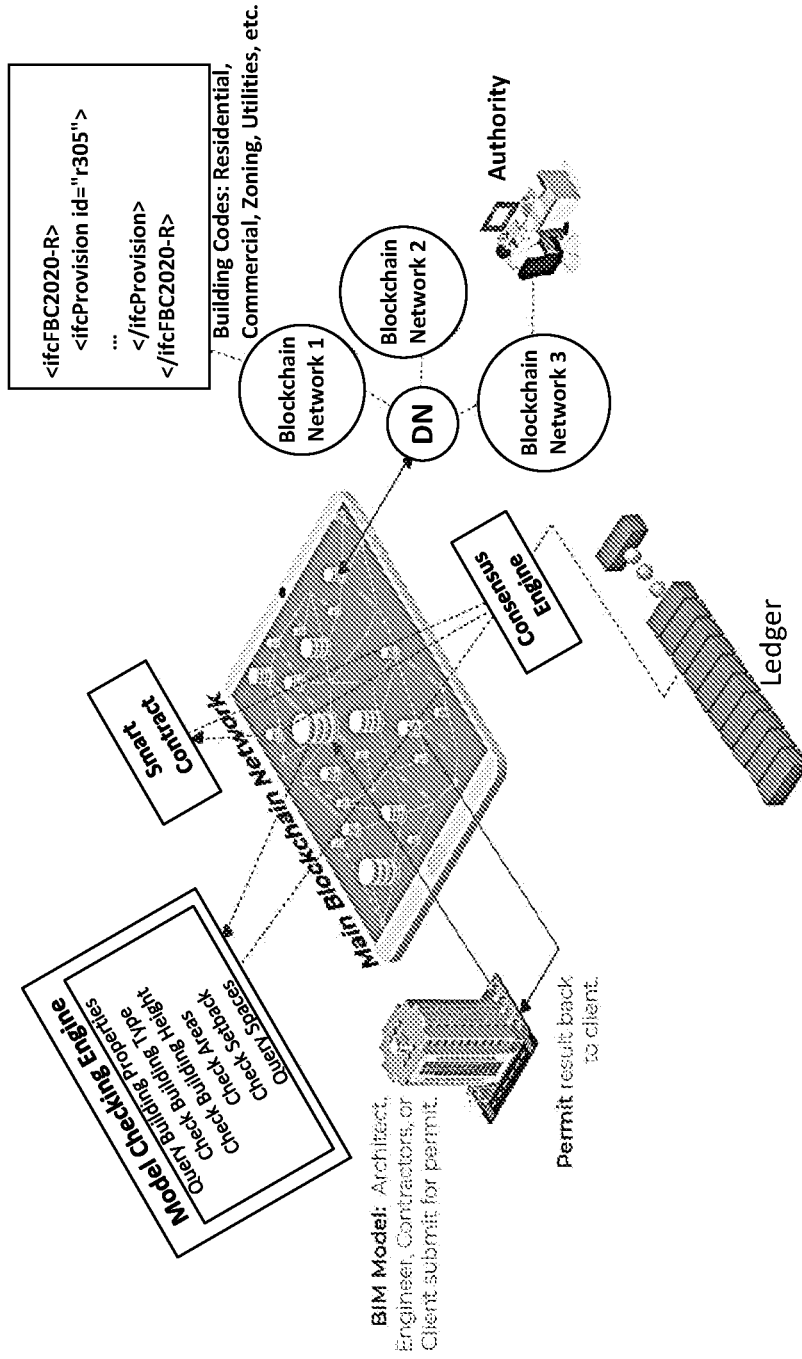 <ifcFBC2020-R>
<ifcProvision id="r305">
...
</ifcProvision>
</ifcFBC2020-R>
Building Codes: Residential,
Commercial, Zoning, Utilities, etc.
Model Checking Engine
Query Building Properties
Check Building Type
Check Building Height
Check Areas
Check Setback
Query Spaces
Smart
Contract
Main Blockchain Network
Blockchain
Network 1
Blockchain
Network 2
DN
Blockchain
Network 3
Authority
Consensus
Engine
Ledger
BIM Model: Architect,
Engineer, Contractors, or
Client submit for permit.
Permit result back
to client.